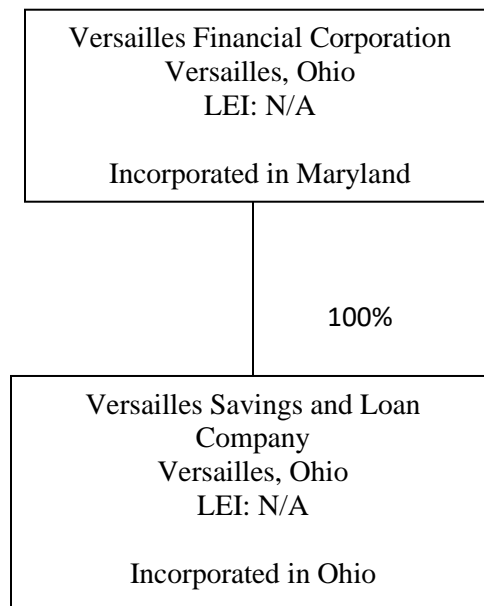 Versailles Financial Corporation
Versailles, Ohio
LEI: N/A
Incorporated in Maryland
100%
Versailles Savings and Loan
Company
Versailles, Ohio
LEI: N/A
Incorporated in Ohio